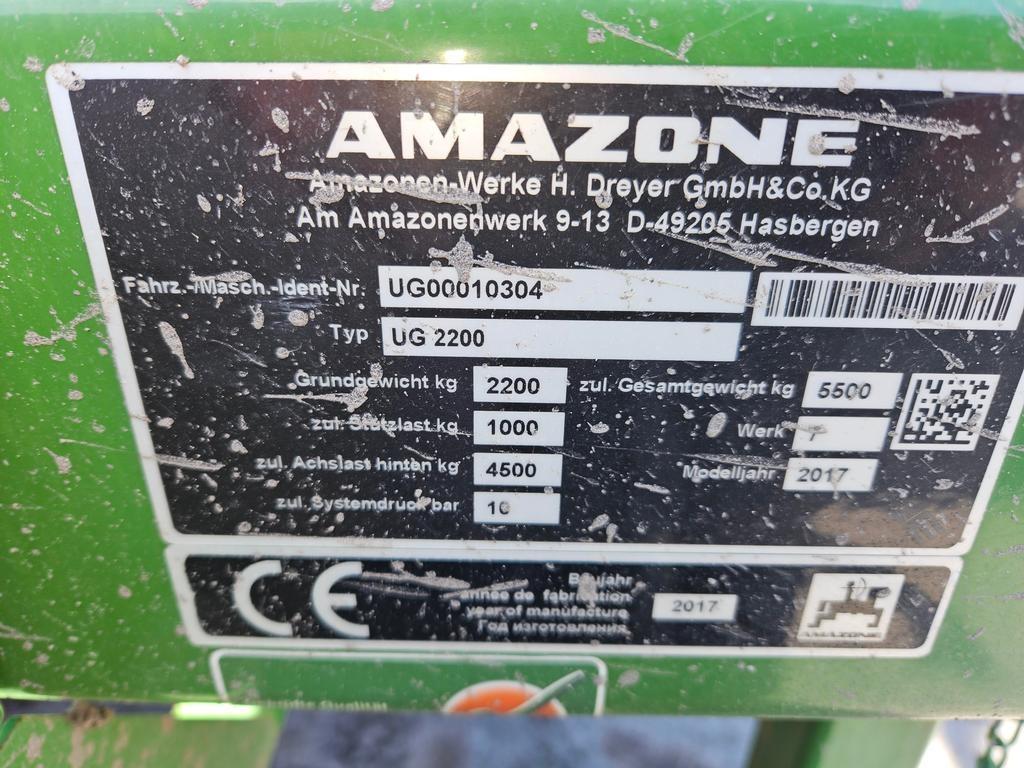 AMAZONE
Amazonen-Werke H. Dreyer GmbH&Co.KG
Am Amazonenwerk 9-13 D-49205 Hasbergen
Fahrz.-/Masch.-Ident-Nr. UG00010304
Typ UG 2200
Grundgewicht kg 2200 zul. Gesamtgewicht kg 5500
zul. Stützlast kg 1000 Werk
zul. Achslast hinten kg 4500 Modelljahr 2017
zul. Systemdruck bar 10
CE
Baujahr
année de fabrication
year of manufacture
Год изготовления
2017
AMAZONE